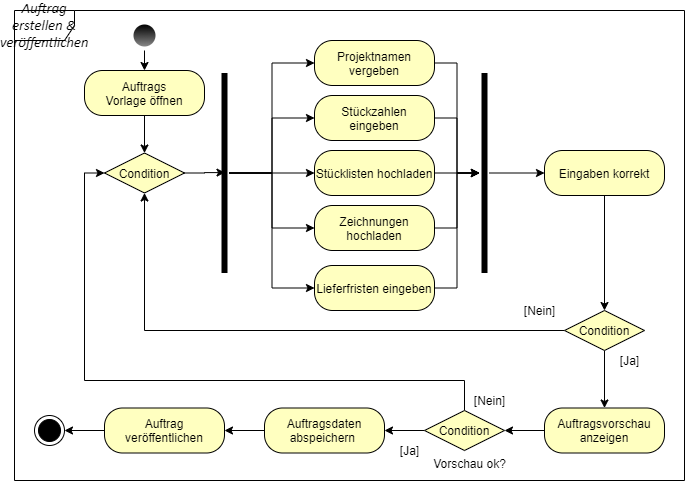 Auftrag
erstellen &
veröffentlichen
Auftrags
Vorlage öffnen
Condition
Projektnamen
vergeben
Stückzahlen
eingeben
Stücklisten hochladen
Zeichnungen
hochladen
Lieferfristen eingeben
Eingaben korrekt
[Nein]
Condition
[Ja]
Auftragsvorschau
anzeigen
[Nein]
Condition
Vorschau ok?
[Ja]
Auftragsdaten
abspeichern
Auftrag
veröffentlichen